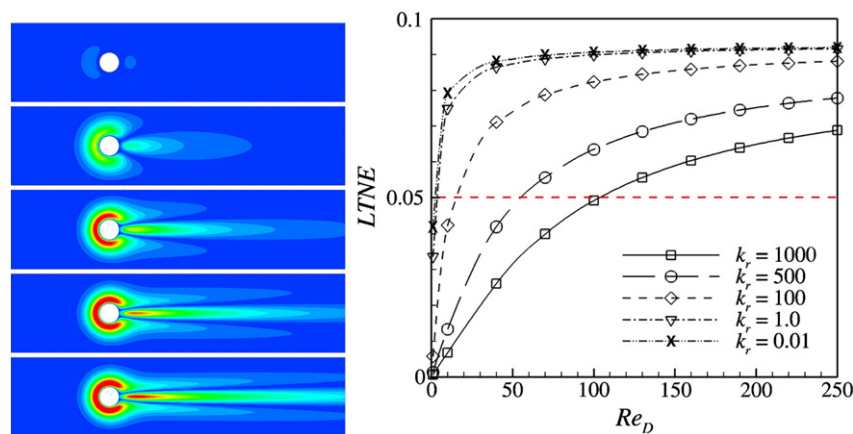 0.1
LTNE
0.05
k_r = 1000
k_r = 500
k_r = 100
k_r = 1.0
k_r = 0.01
0
0 50 100 150 200 250
Re_D